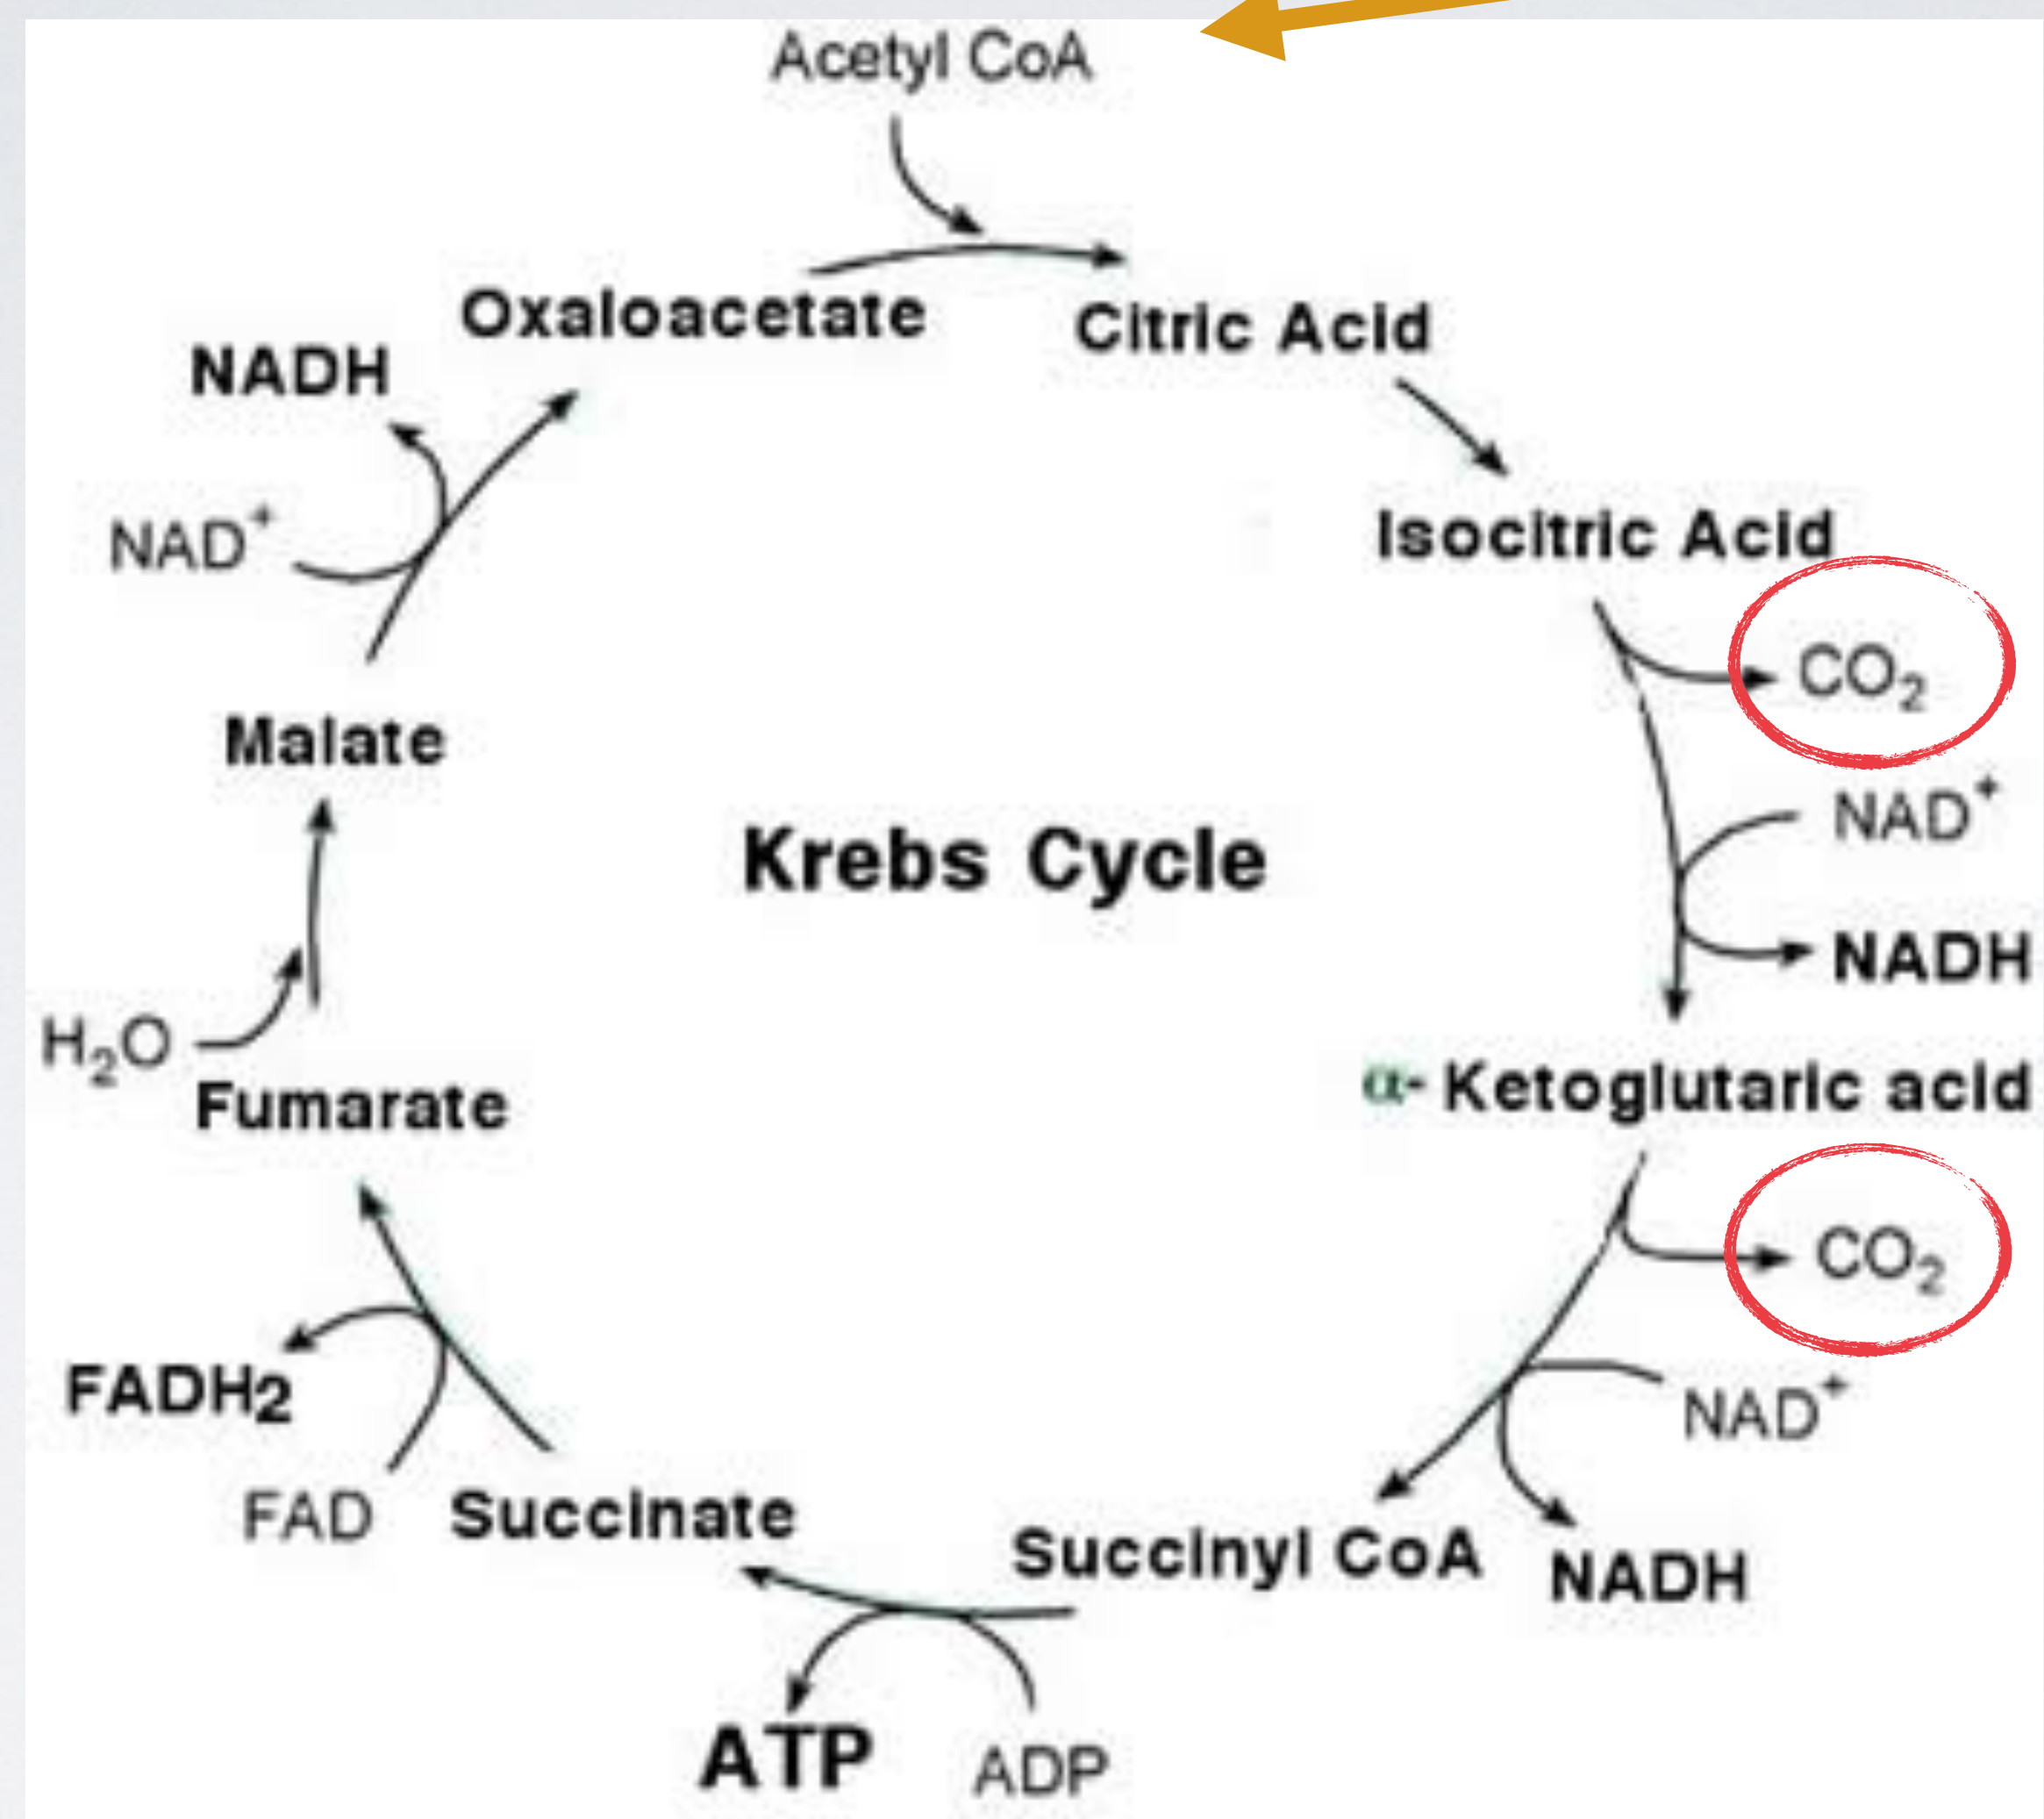 Acetyl CoA
Oxaloacetate
Citric Acid
NADH
Isocitric Acid
NAD⁺
CO₂
Malate
NAD⁺
Krebs Cycle
NADH
H₂O
α- Ketoglutaric acid
Fumarate
CO₂
FADH2
NAD⁺
FAD
Succinate
Succinyl CoA
NADH
ATP
ADP